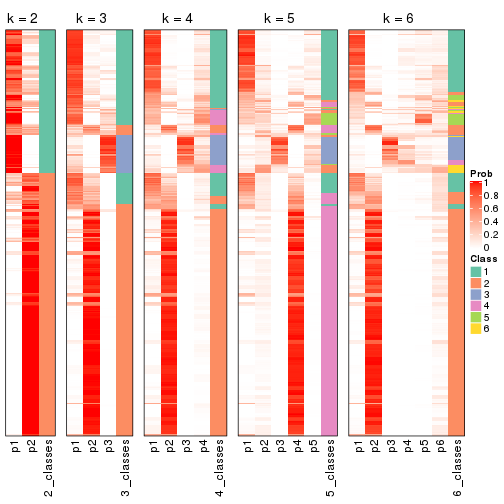 k = 2
k = 3
k = 4
k = 5
k = 6
Prob
1
0.8
0.6
0.4
0.2
0
Class
1
2
3
4
5
6
p1
p2
2_classes
p1
p2
p3
3_classes
p1
p2
p3
p4
4_classes
p1
p2
p3
p4
p5
5_classes
p1
p2
p3
p4
p5
p6
6_classes